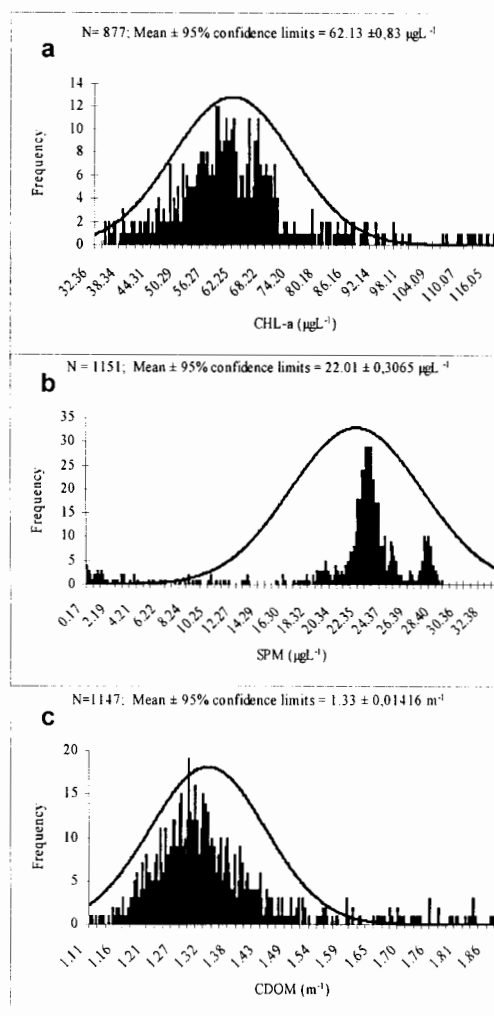 N= 877; Mean ± 95% confidence limits = 62.13 ±0,83 µgL⁻¹
a
14
12
10
8
6
4
2
0
Frequency
32.36 38.34 44.31 50.29 56.27 62.25 68.22 74.20 80.18 86.16 92.14 98.11 104.09 110.07 116.05
CHL-a (µgL⁻¹)
N = 1151; Mean ± 95% confidence limits = 22.01 ± 0,3065 µgL⁻¹
b
35
30
25
20
15
10
5
0
Frequency
0.17 2.19 4.21 6.22 8.24 10.25 12.27 14.29 16.30 18.32 20.34 22.35 24.37 26.39 28.40 30.36 32.38
SPM (µgL⁻¹)
N=1147; Mean ± 95% confidence limits = 1.33 ± 0,01416 m⁻¹
c
20
15
10
5
0
Frequency
1.11 1.16 1.21 1.27 1.32 1.38 1.43 1.49 1.54 1.59 1.65 1.70 1.76 1.81 1.86
CDOM (m⁻¹)